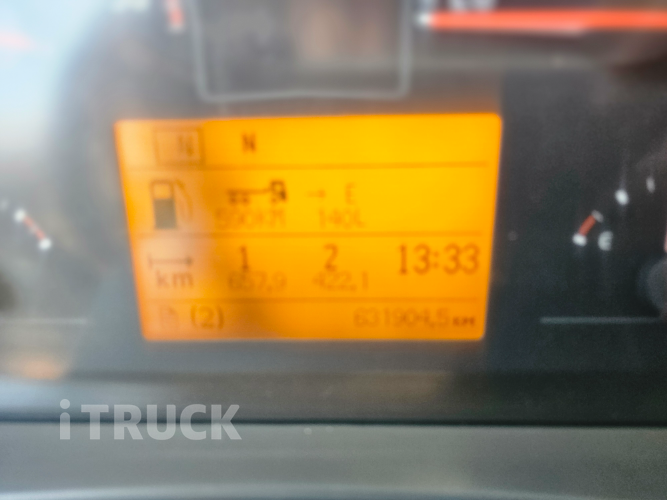 N N
→ E
590KM 140L
1 2 13:33
km 657,9 422,1
(2) 631904,5 KM
E
iTRUCK